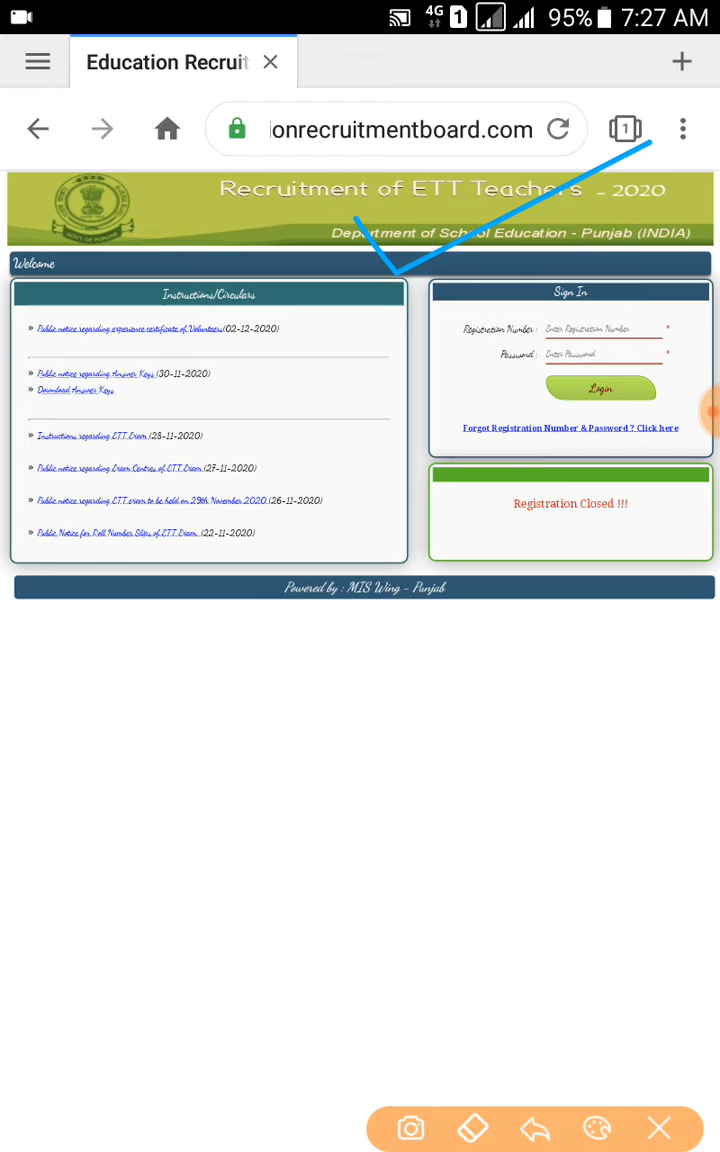 4G 1 95% 7:27 AM
Education Recruit
ionrecruitmentboard.com 1
Recruitment of ETT Teachers - 2020
Department of School Education - Punjab (INDIA)
Welcome
Instructions/Circulars
» Public notice regarding experience certificate of Volunteers(02-12-2020)
» Public notice regarding Answer Keys (30-11-2020)
» Download Answer Keys
» Instructions regarding ETT Exam (28-11-2020)
» Public notice regarding Exam Centres of ETT Exam (27-11-2020)
» Public notice regarding ETT exam to be held on 29th November 2020 (26-11-2020)
» Public Notice for Roll Number Slips of ETT Exam (22-11-2020)
Sign In
Registration Number : Enter Registration Number *
Password : Enter Password *
Login
Forgot Registration Number & Password ? Click here
Registration Closed !!!
Powered by : MIS Wing - Punjab